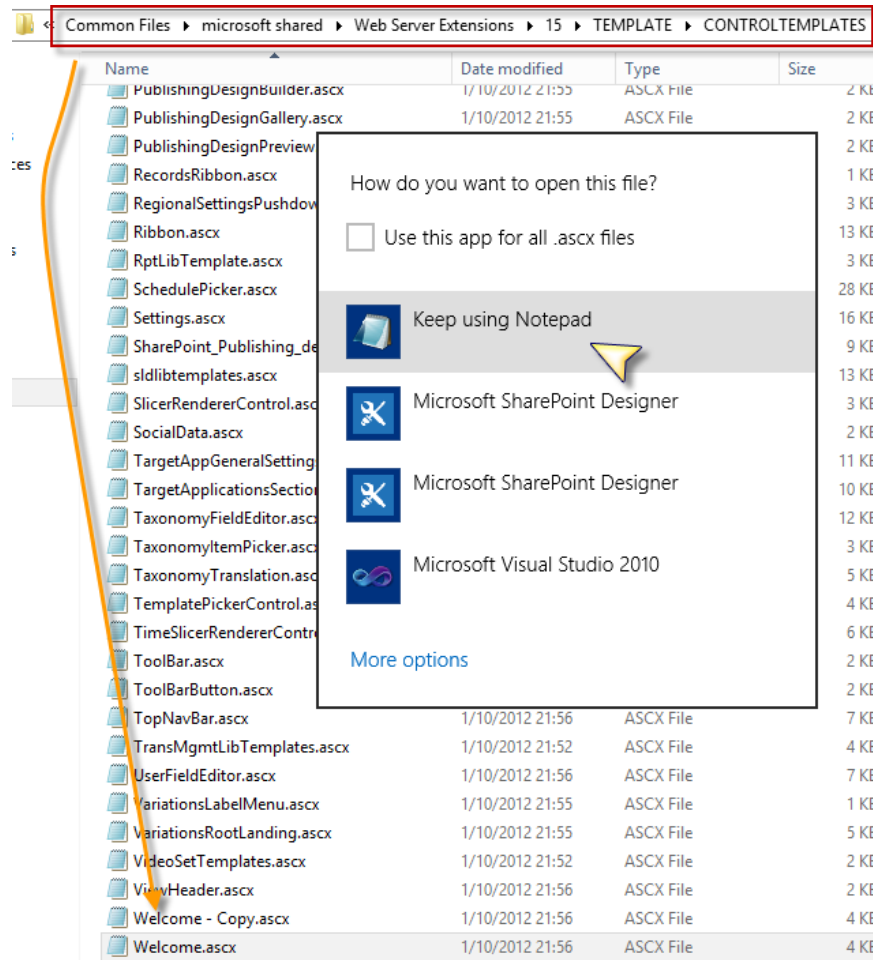 « Common Files ▸ microsoft shared ▸ Web Server Extensions ▸ 15 ▸ TEMPLATE ▸ CONTROLTEMPLATES
Name Date modified Type Size
PublishingDesignBuilder.ascx 1/10/2012 21:55 ASCX File 2 KB
PublishingDesignGallery.ascx 1/10/2012 21:55 ASCX File 2 KB
PublishingDesignPreview 2 KB
RecordsRibbon.ascx 1 KB
RegionalSettingsPushdow 3 KB
Ribbon.ascx 13 KB
RptLibTemplate.ascx 3 KB
SchedulePicker.ascx 28 KB
Settings.ascx 16 KB
SharePoint_Publishing_de 9 KB
sldlibtemplates.ascx 13 KB
SlicerRendererControl.asc 3 KB
SocialData.ascx 2 KB
TargetAppGeneralSetting 11 KB
TargetApplicationsSection 10 KB
TaxonomyFieldEditor.asc 12 KB
TaxonomyItemPicker.asc 3 KB
TaxonomyTranslation.asc 5 KB
TemplatePickerControl.as 4 KB
TimeSlicerRendererContr 6 KB
ToolBar.ascx 2 KB
ToolBarButton.ascx 2 KB
TopNavBar.ascx 1/10/2012 21:56 ASCX File 7 KB
TransMgmtLibTemplates.ascx 1/10/2012 21:52 ASCX File 4 KB
UserFieldEditor.ascx 1/10/2012 21:56 ASCX File 7 KB
VariationsLabelMenu.ascx 1/10/2012 21:55 ASCX File 1 KB
VariationsRootLanding.ascx 1/10/2012 21:55 ASCX File 5 KB
VideoSetTemplates.ascx 1/10/2012 21:52 ASCX File 2 KB
ViewHeader.ascx 1/10/2012 21:56 ASCX File 2 KB
Welcome - Copy.ascx 1/10/2012 21:56 ASCX File 4 KB
Welcome.ascx 1/10/2012 21:56 ASCX File 4 KB
How do you want to open this file?
Use this app for all .ascx files
Keep using Notepad
Microsoft SharePoint Designer
Microsoft SharePoint Designer
Microsoft Visual Studio 2010
More options